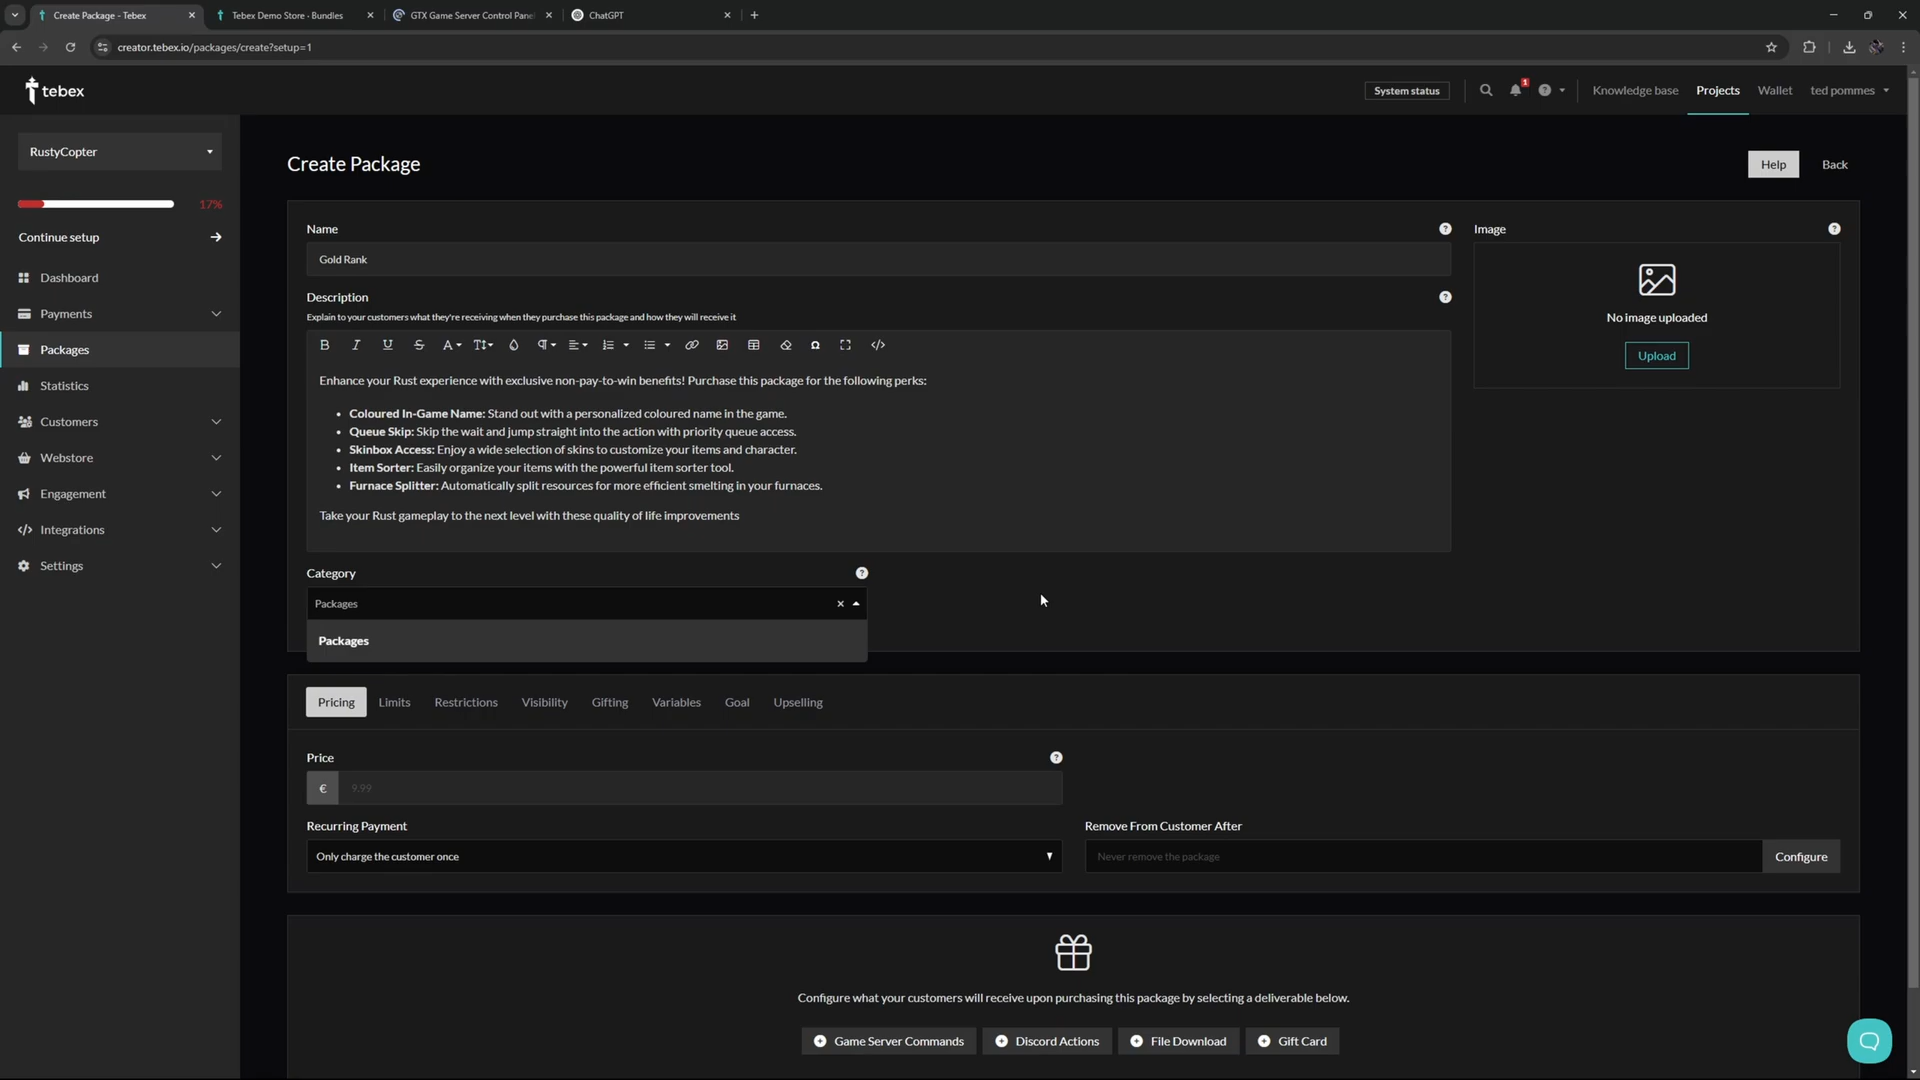 Create Package - Tebex
Tebex Demo Store - Bundles
GTX Game Server Control Pane
ChatGPT
creator.tebex.io/packages/create?setup=1
tebex
System status
1
Knowledge base
Projects
Wallet
ted pommes
RustyCopter
17%
Continue setup
Dashboard
Payments
Packages
Statistics
Customers
Webstore
Engagement
Integrations
Settings
Create Package
Help
Back
Name
Gold Rank
Image
No image uploaded
Upload
Description
Explain to your customers what they're receiving when they purchase this package and how they will receive it
Enhance your Rust experience with exclusive non-pay-to-win benefits! Purchase this package for the following perks:
• Coloured In-Game Name: Stand out with a personalized coloured name in the game.
• Queue Skip: Skip the wait and jump straight into the action with priority queue access.
• Skinbox Access: Enjoy a wide selection of skins to customize your items and character.
• Item Sorter: Easily organize your items with the powerful item sorter tool.
• Furnace Splitter: Automatically split resources for more efficient smelting in your furnaces.
Take your Rust gameplay to the next level with these quality of life improvements
Category
Packages
Packages
Pricing
Limits
Restrictions
Visibility
Gifting
Variables
Goal
Upselling
Price
€ 9.99
Recurring Payment
Only charge the customer once
Remove From Customer After
Never remove the package
Configure
Configure what your customers will receive upon purchasing this package by selecting a deliverable below.
Game Server Commands
Discord Actions
File Download
Gift Card